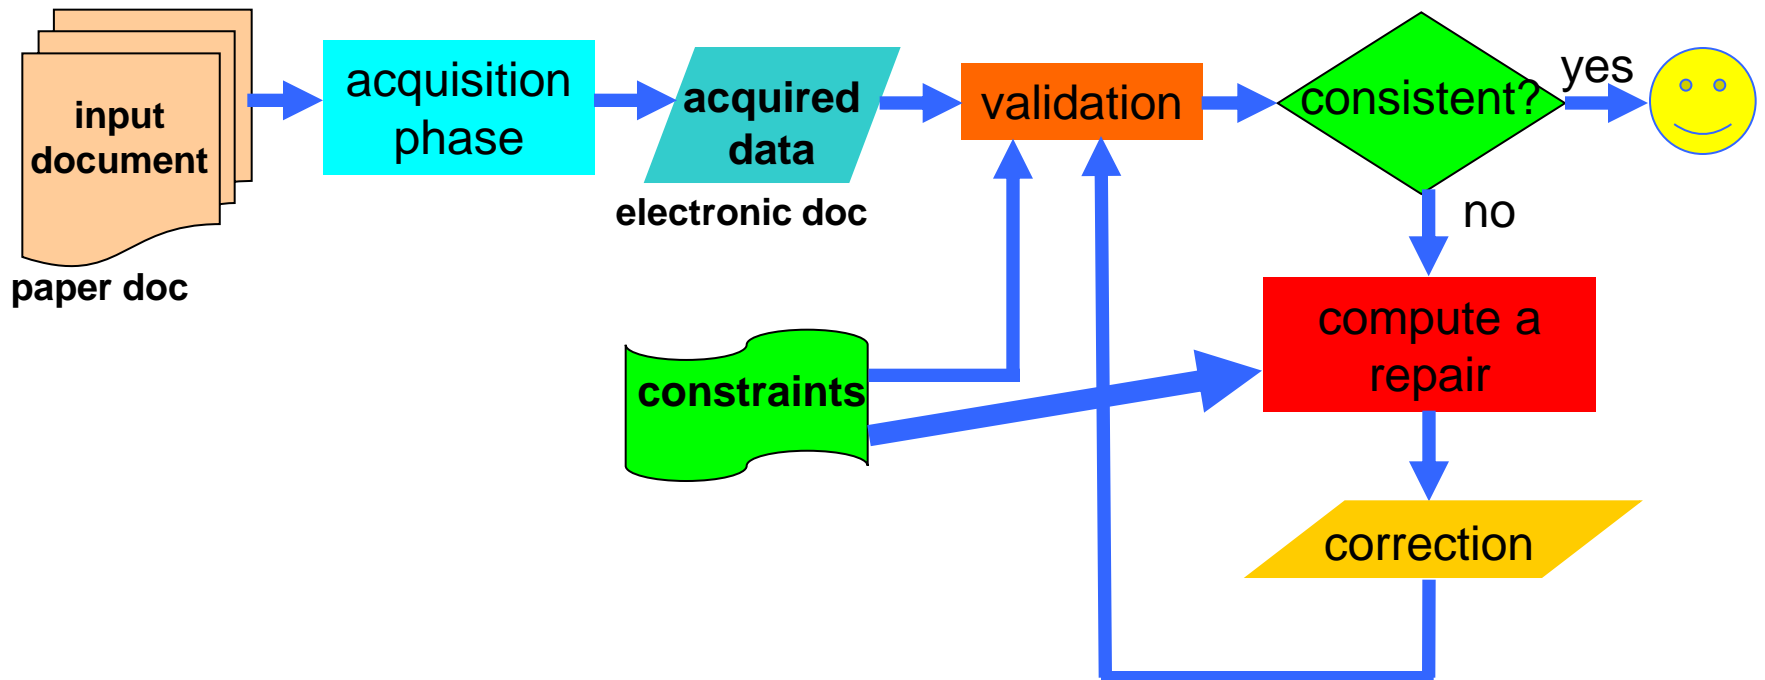 input
document
paper doc
acquisition
phase
acquired
data
electronic doc
validation
consistent?
yes
no
constraints
compute a
repair
correction